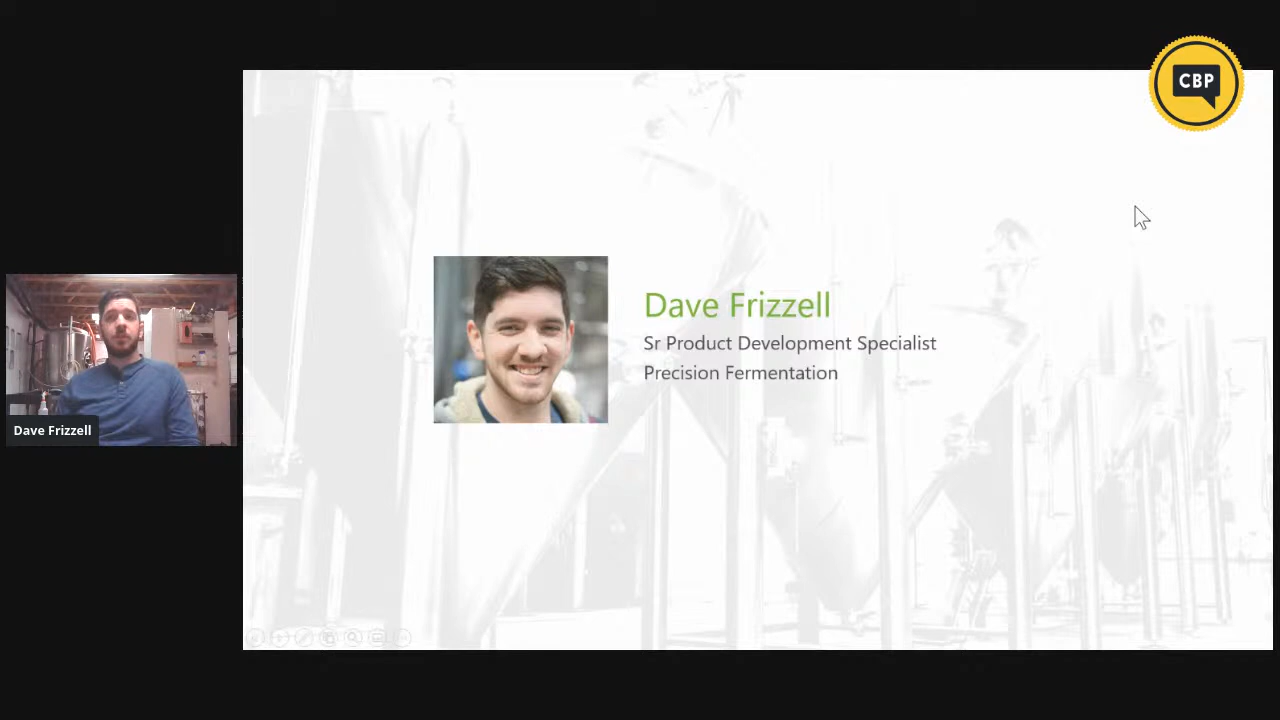 CBP
Dave Frizzell
Sr Product Development Specialist
Precision Fermentation
Dave Frizzell